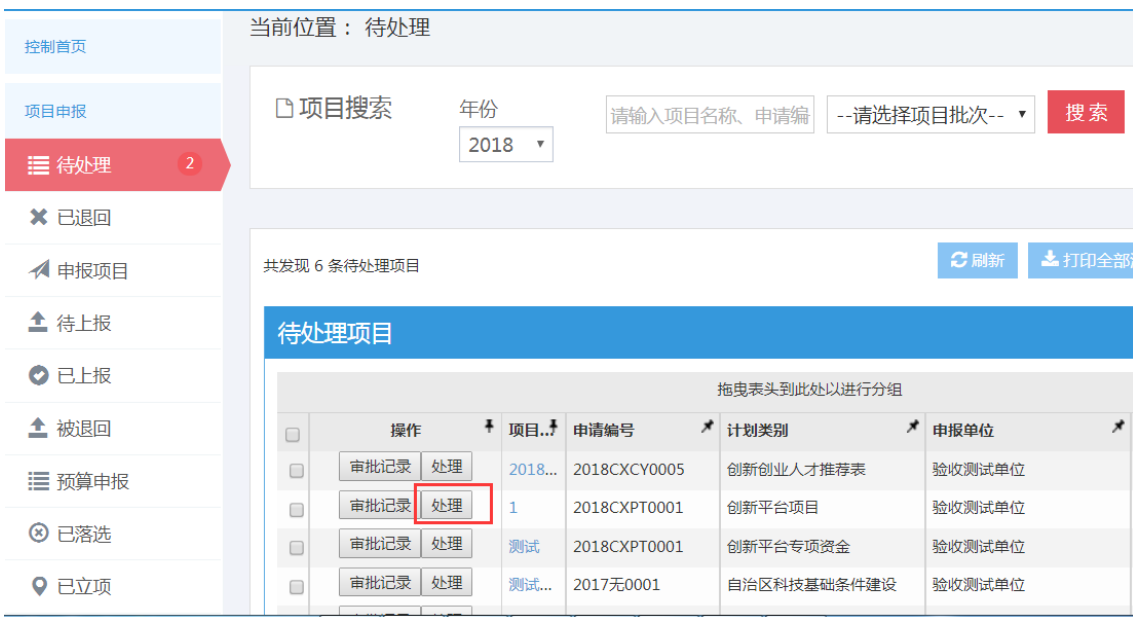 当前位置： 待处理
控制首页
项目申报
待处理 2
已退回
申报项目
待上报
已上报
被退回
预算申报
已落选
已立项
项目搜索 年份 请输入项目名称、申请编 --请选择项目批次-- 搜索
2018
共发现 6 条待处理项目 刷新 打印全部
待处理项目
拖曳表头到此处以进行分组
操作 项目... 申请编号 计划类别 申报单位
审批记录 处理 2018... 2018CXCY0005 创新创业人才推荐表 验收测试单位
审批记录 处理 1 2018CXPT0001 创新平台项目 验收测试单位
审批记录 处理 测试 2018CXPT0001 创新平台专项资金 验收测试单位
审批记录 处理 测试... 2017无0001 自治区科技基础条件建设 验收测试单位